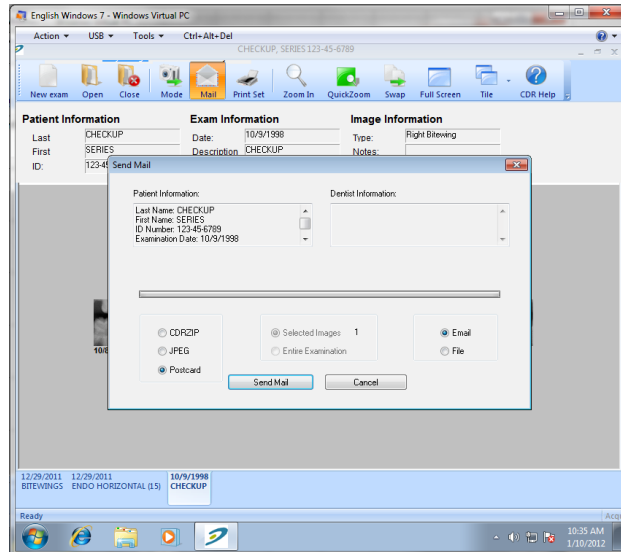 English Windows 7 - Windows Virtual PC
Action USB Tools Ctrl+Alt+Del
CHECKUP, SERIES 123-45-6789
New exam Open Close Mode Mail Print Set Zoom In QuickZoom Swap Full Screen Tile CDR Help
Patient Information Exam Information Image Information
Last CHECKUP Date: 10/9/1998 Type: Right Bitewing
First SERIES Description CHECKUP Notes:
ID: 123-45
Send Mail
Patient Information: Dentist Information:
Last Name: CHECKUP
First Name: SERIES
ID Number: 123-45-6789
Examination Date: 10/9/1998
CDRZIP Selected Images 1 Email
JPEG Entire Examination File
Postcard
Send Mail Cancel
12/29/2011 12/29/2011 10/9/1998
BITEWINGS ENDO HORIZONTAL (15) CHECKUP
Ready
10:35 AM
1/10/2012